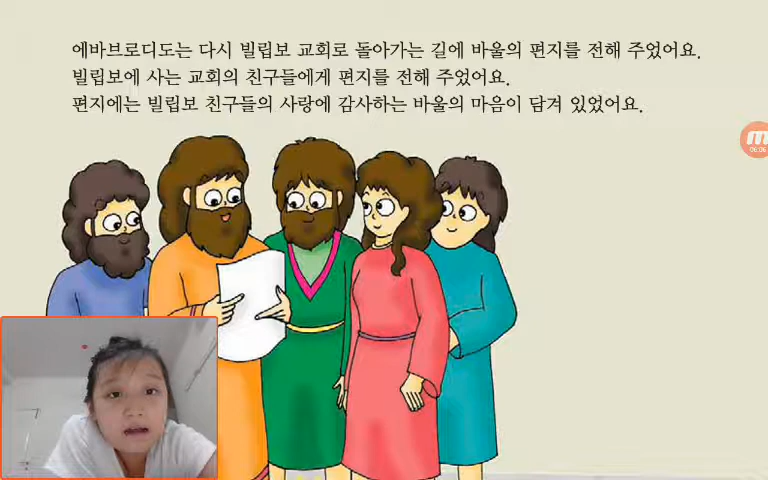 에바브로디도는 다시 빌립보 교회로 돌아가는 길에 바울의 편지를 전해 주었어요.
빌립보에 사는 교회의 친구들에게 편지를 전해 주었어요.
편지에는 빌립보 친구들의 사랑에 감사하는 바울의 마음이 담겨 있었어요.
06:06